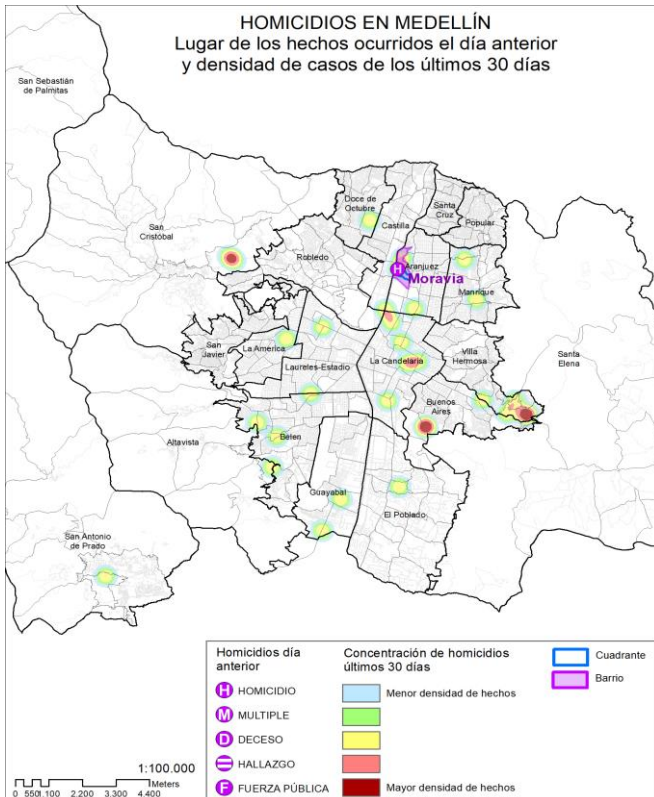 HOMICIDIOS EN MEDELLÍN
Lugar de los hechos ocurridos el día anterior
y densidad de casos de los últimos 30 días
San Sebastián
de Palmitas
Doce de
Octubre
Castilla
Santa
Cruz
Popular
San
Cristóbal
Robledo
H
Aranjuez
Moravia
Manrique
San
Javier
La América
Laureles-Estadio
La Candelaria
Villa
Hermosa
Santa
Elena
Buenos
Aires
Altavista
Belen
Guayabal
El Poblado
San Antonio
de Prado
Homicidios día
anterior
H HOMICIDIO
M MULTIPLE
D DECESO
HALLAZGO
F FUERZA PÚBLICA
Concentración de homicidios
últimos 30 días
Menor densidad de hechos
Mayor densidad de hechos
Cuadrante
Barrio
1:100.000
Meters
0 550 1.100 2.200 3.300 4.400